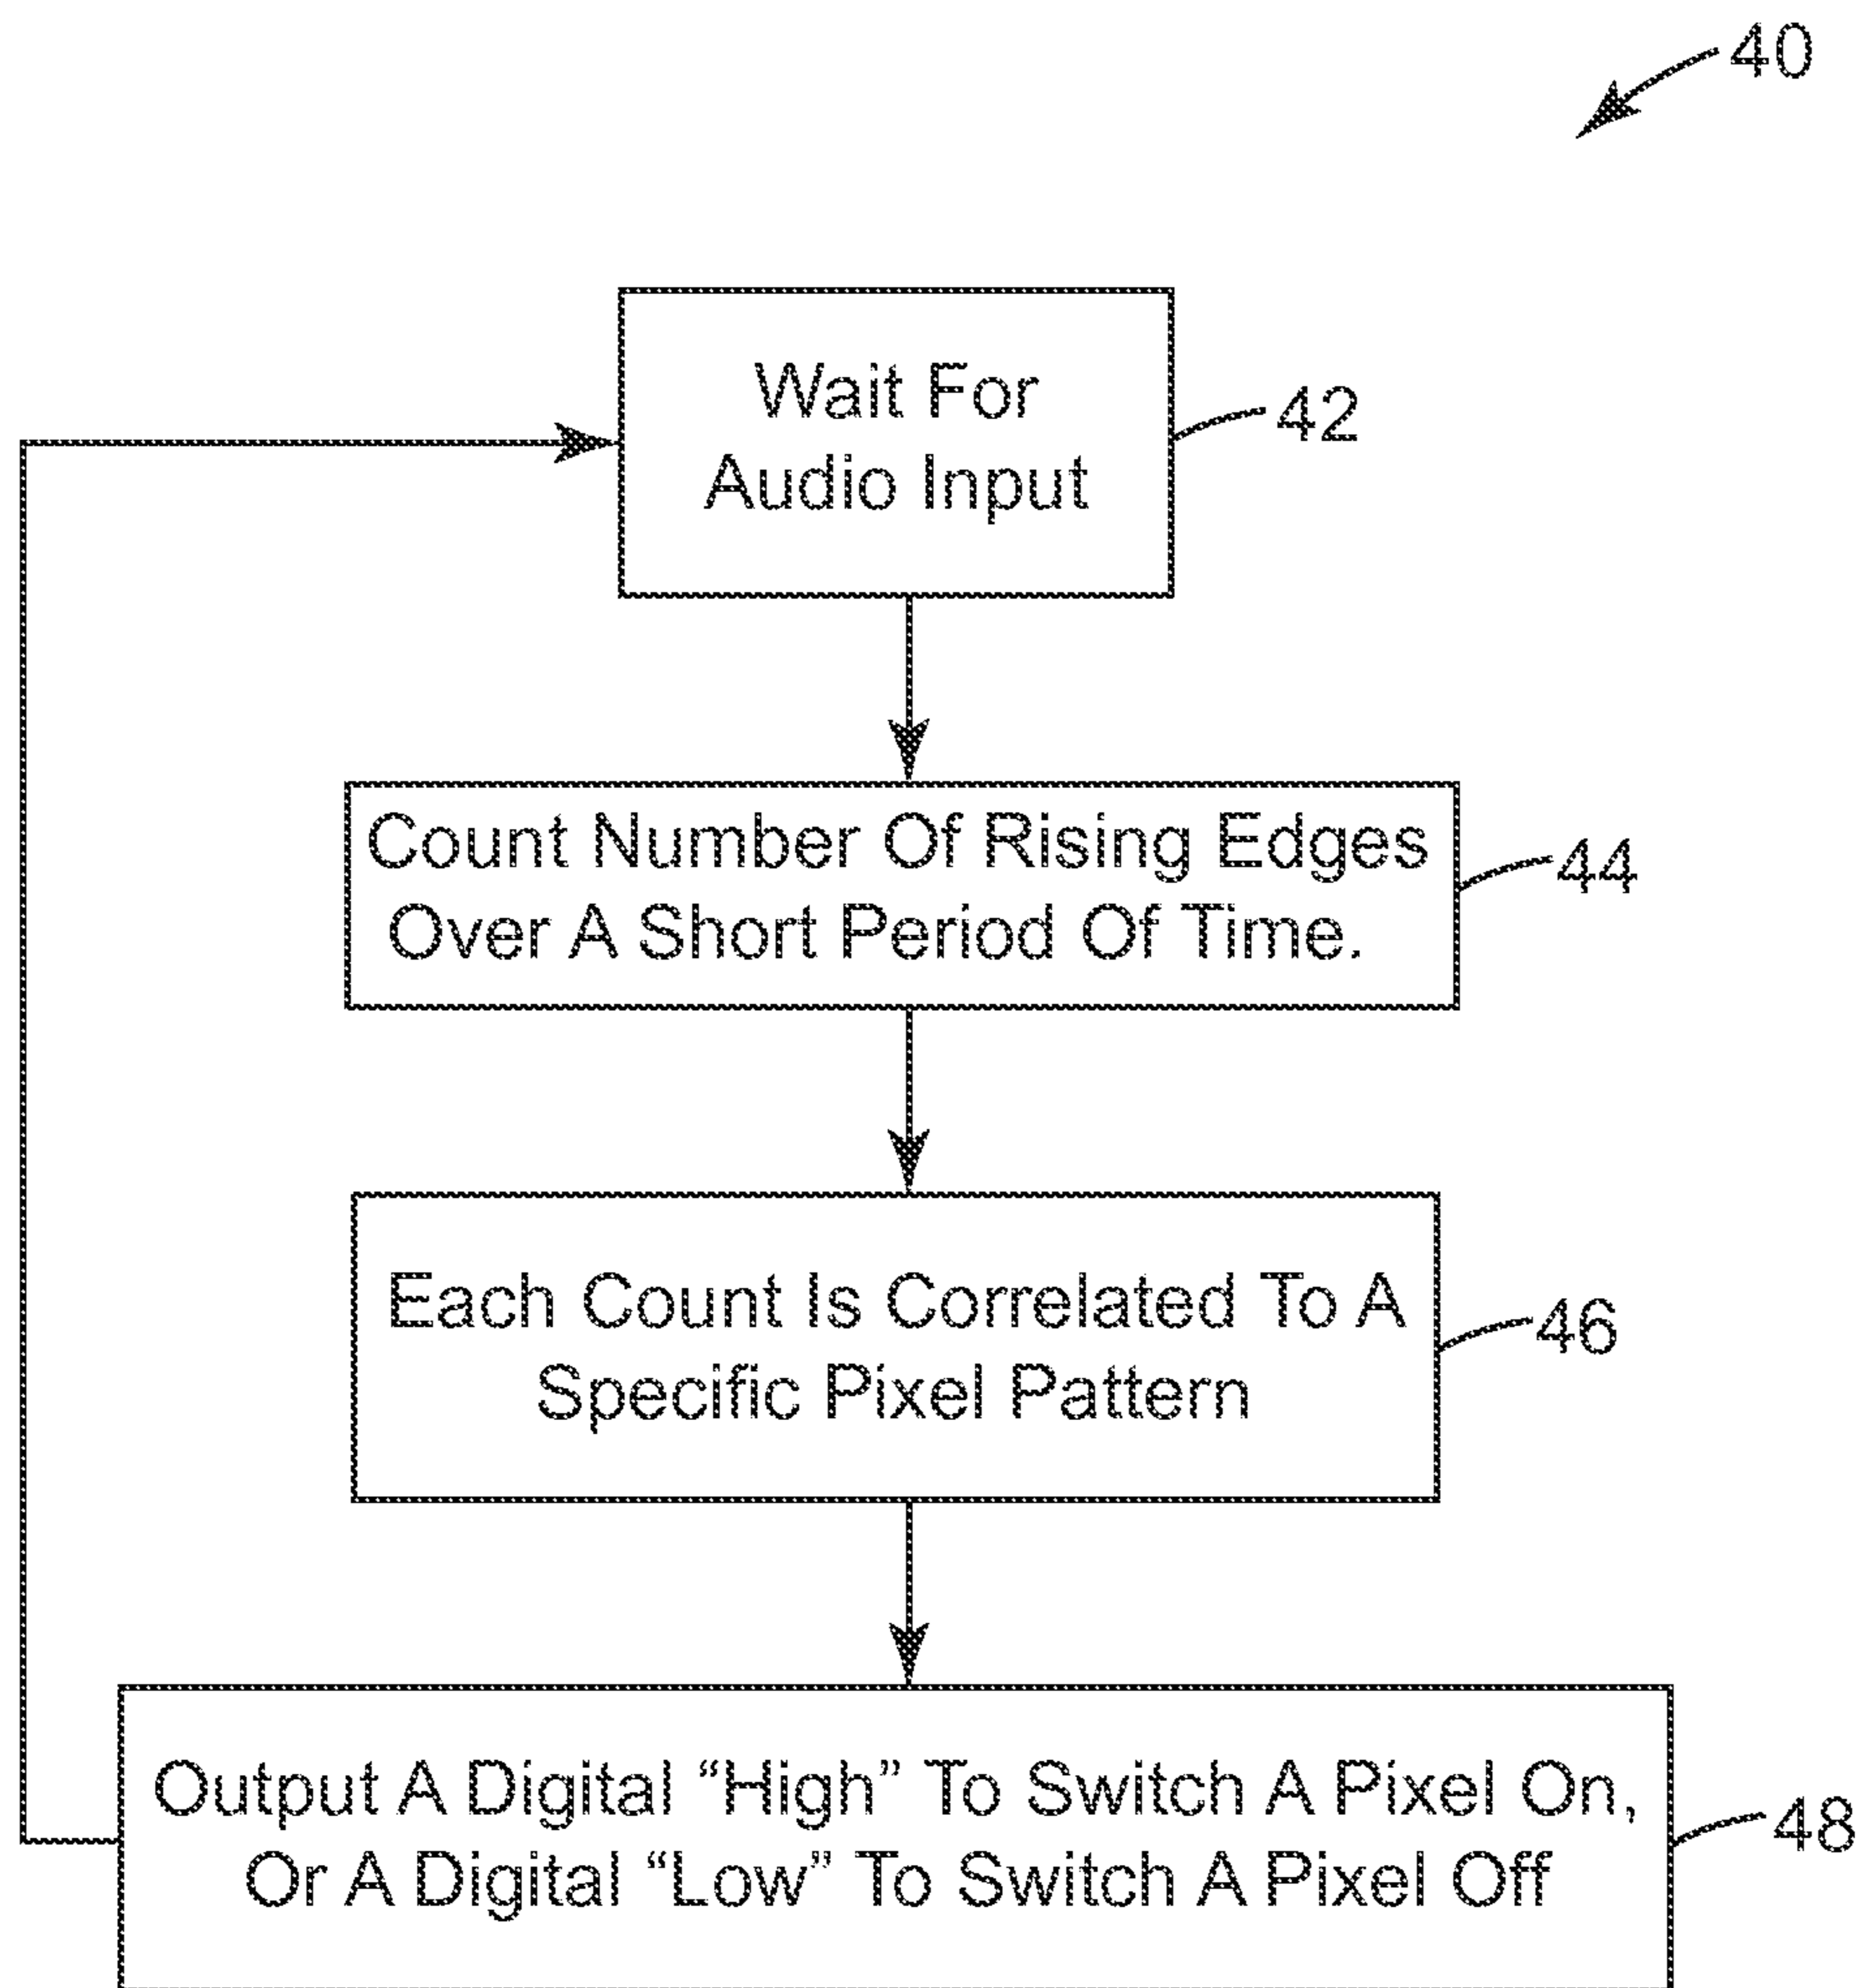 40
Wait For
Audio Input
42
Count Number Of Rising Edges
Over A Short Period Of Time.
44
Each Count Is Correlated To A
Specific Pixel Pattern
46
Output A Digital “High” To Switch A Pixel On,
Or A Digital “Low” To Switch A Pixel Off
48